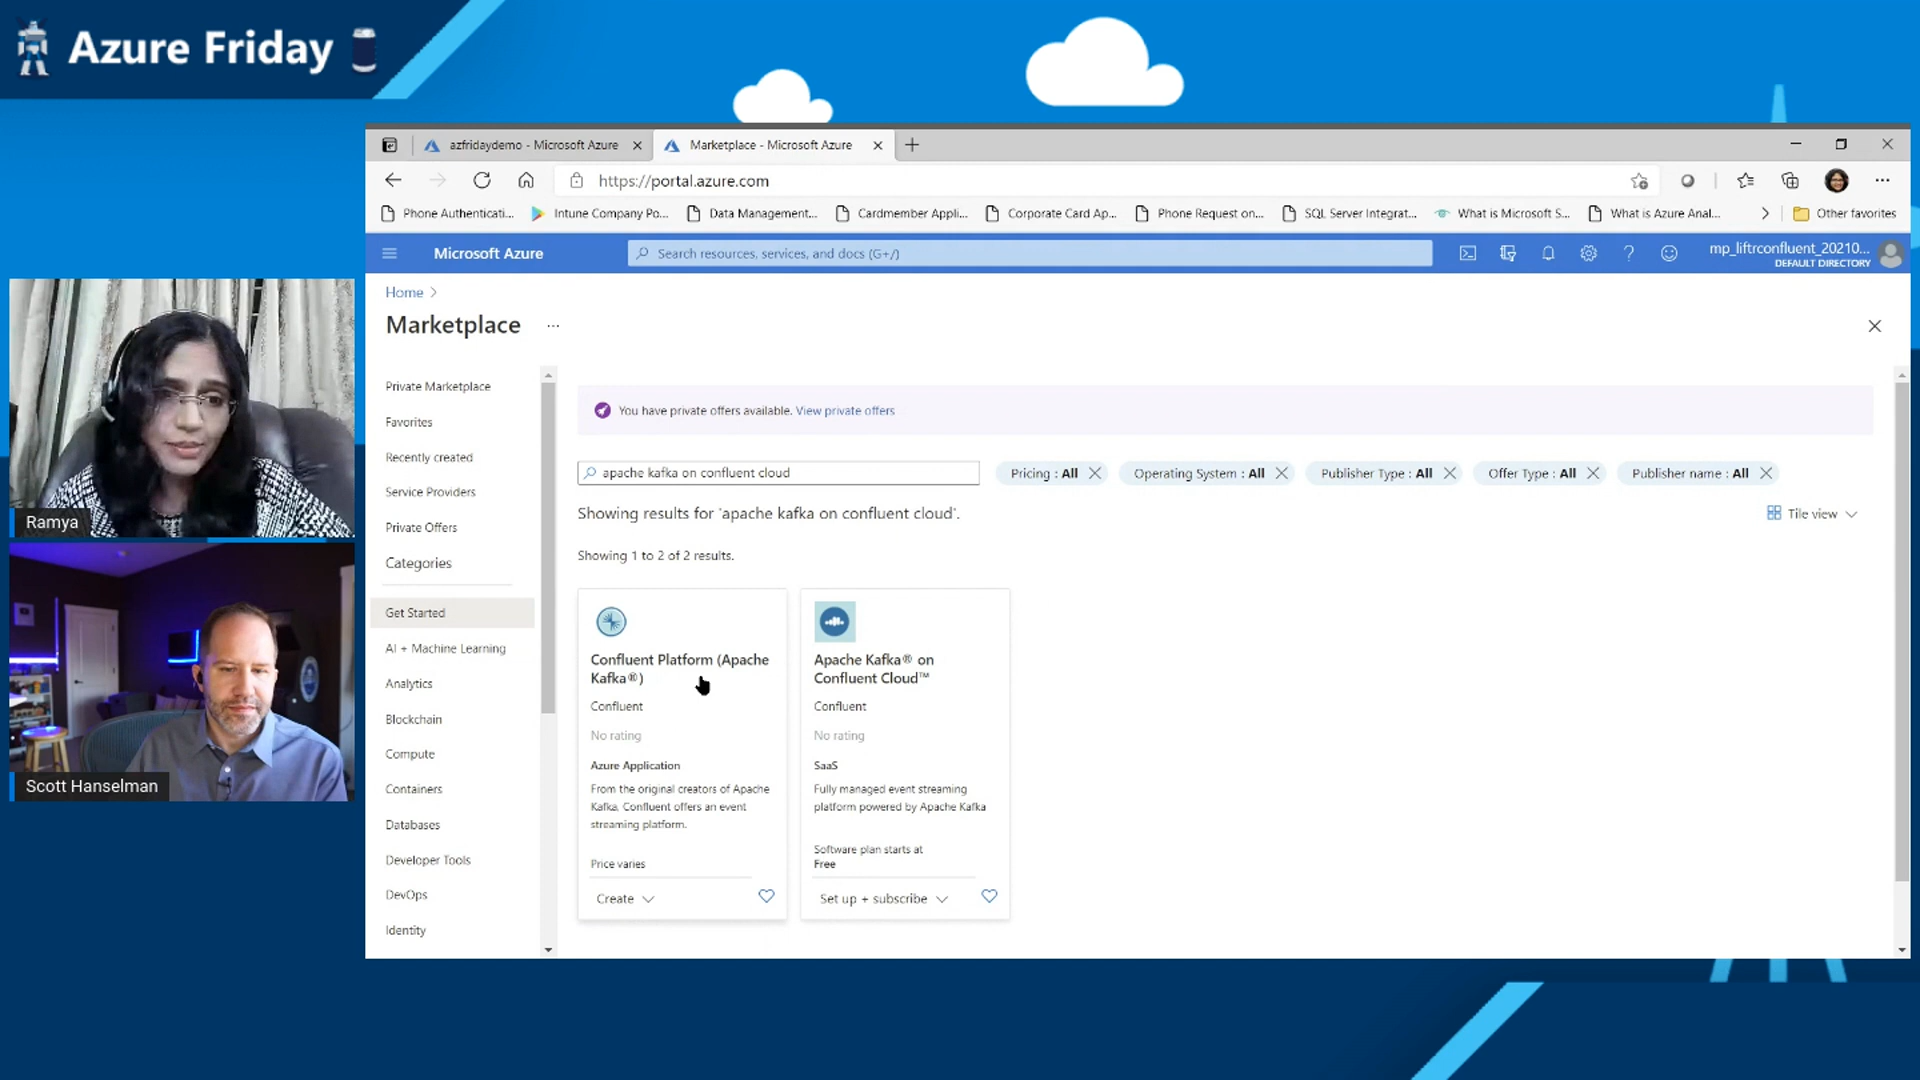 Azure Friday
azfridaydemo - Microsoft Azure
Marketplace - Microsoft Azure
https://portal.azure.com
Phone Authenticati...
Intune Company Po...
Data Management...
Cardmember Appli...
Corporate Card Ap...
Phone Request on...
SQL Server Integrat...
What is Microsoft S...
What is Azure Anal...
Other favorites
Microsoft Azure
Search resources, services, and docs (G+/)
mp_liftrconfluent_20210...
DEFAULT DIRECTORY
Home
Marketplace
Private Marketplace
Favorites
Recently created
Service Providers
Private Offers
Categories
Get Started
AI + Machine Learning
Analytics
Blockchain
Compute
Containers
Databases
Developer Tools
DevOps
Identity
You have private offers available. View private offers
apache kafka on confluent cloud
Pricing : All
Operating System : All
Publisher Type : All
Offer Type : All
Publisher name : All
Showing results for 'apache kafka on confluent cloud'.
Tile view
Showing 1 to 2 of 2 results.
Confluent Platform (Apache
Kafka®)
Confluent
No rating
Azure Application
From the original creators of Apache
Kafka, Confluent offers an event
streaming platform.
Price varies
Create
Apache Kafka® on
Confluent Cloud™
Confluent
No rating
SaaS
Fully managed event streaming
platform powered by Apache Kafka
Software plan starts at
Free
Set up + subscribe
Ramya
Scott Hanselman